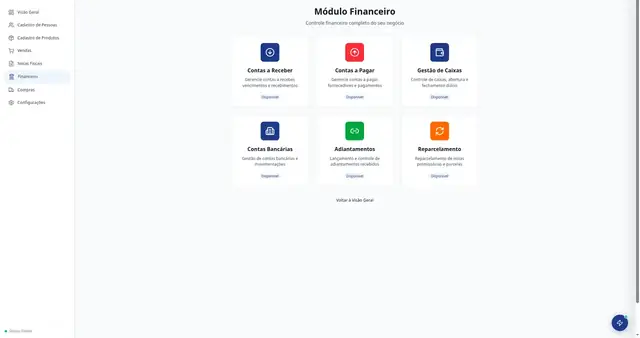 Visão Geral
Cadastro de Pessoas
Cadastro de Produtos
Vendas
Notas Fiscais
Financeiro
Compras
Configurações
Módulo Financeiro
Controle financeiro completo do seu negócio
Contas a Receber
Gerencie contas a receber,
vencimentos e recebimentos
Disponível
Contas a Pagar
Gerencie contas a pagar,
fornecedores e pagamentos
Disponível
Gestão de Caixas
Controle de caixas, abertura e
fechamento diário
Disponível
Contas Bancárias
Gestão de contas bancárias e
movimentações
Disponível
Adiantamentos
Lançamento e controle de
adiantamentos recebidos
Disponível
Reparcelamento
Reparcelamento de notas
promissórias e parcelas
Disponível
Voltar à Visão Geral